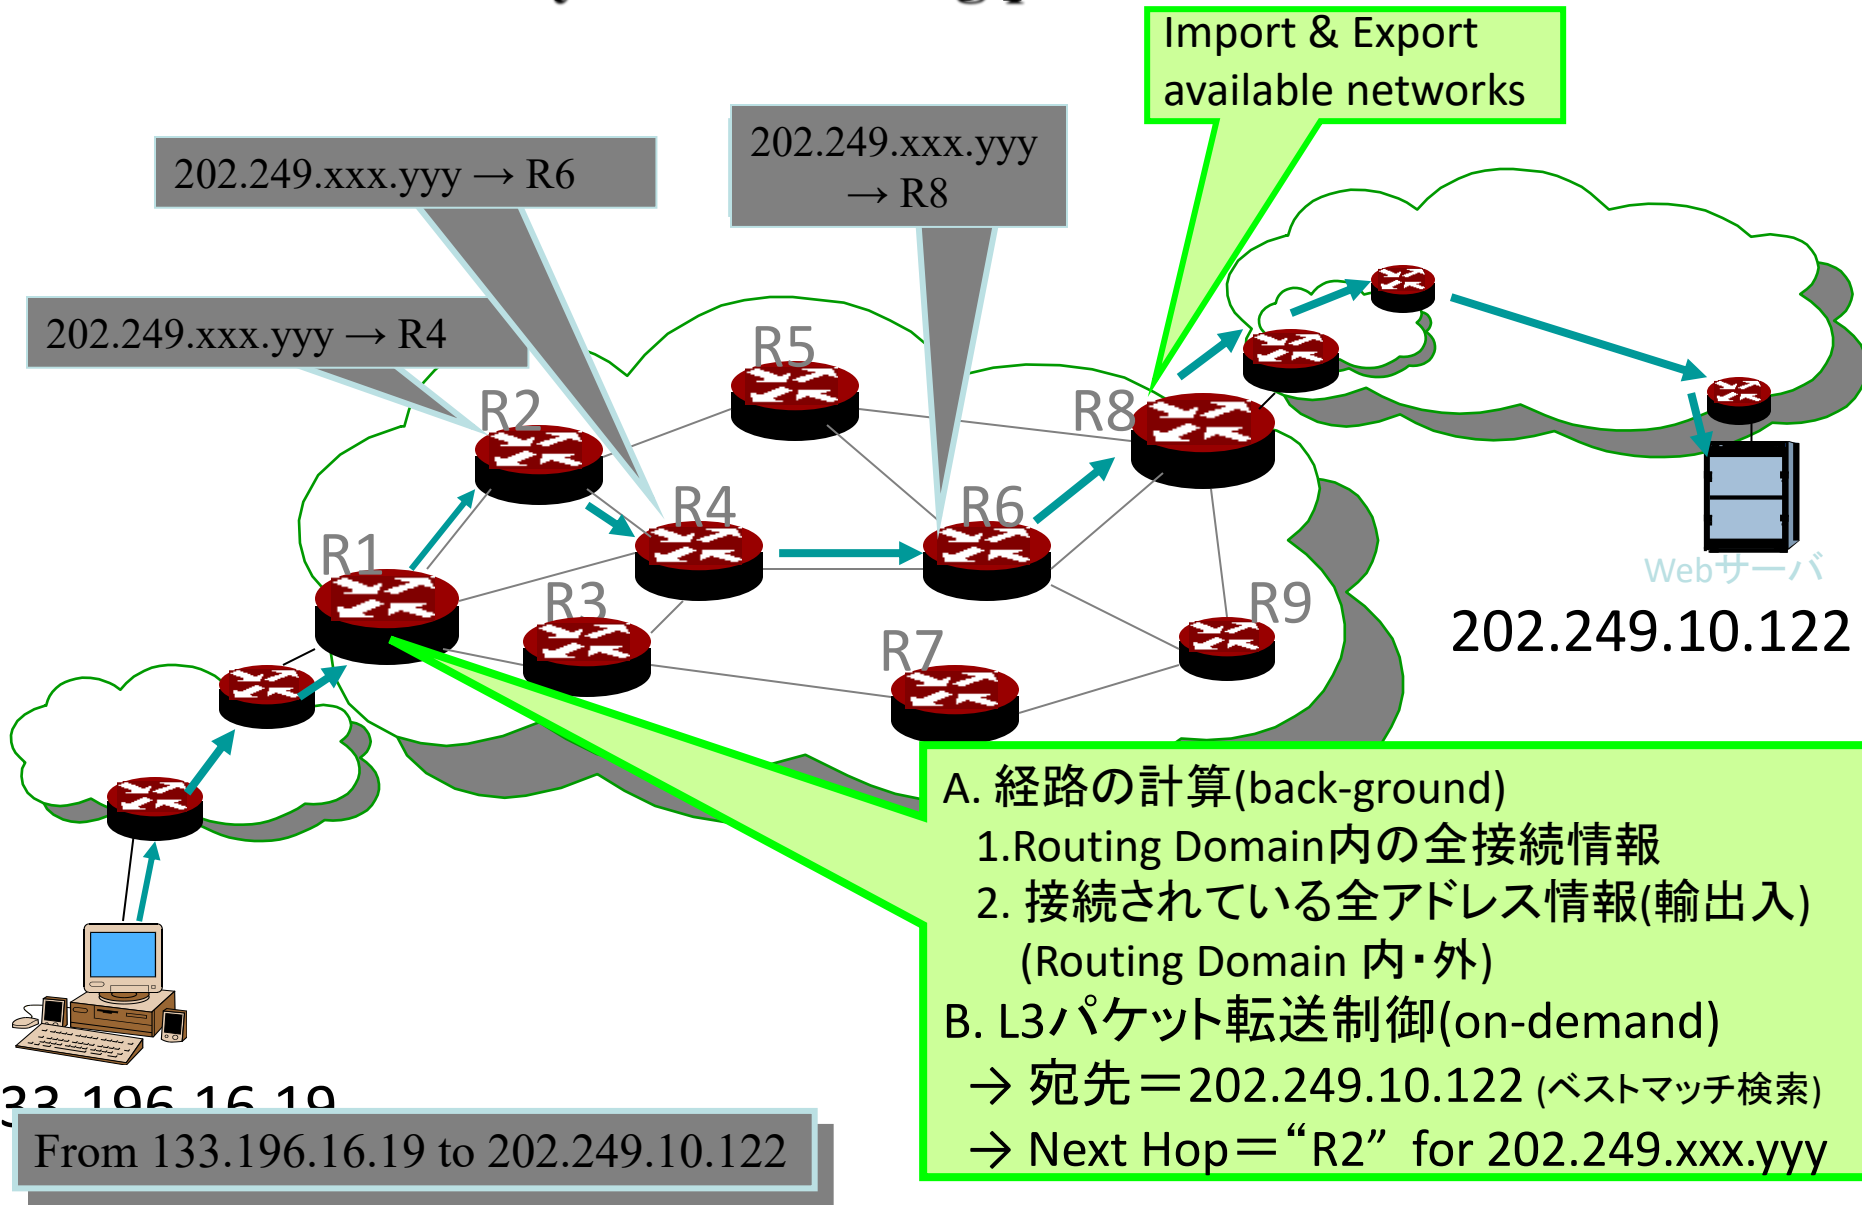 Import & Export
available networks
202.249.xxx.yyy → R6
202.249.xxx.yyy
→ R8
202.249.xxx.yyy → R4
R5
R2
R8
R4
R6
R1
R3
R9
R7
Webサーバ
202.249.10.122
A. 経路の計算(back-ground)
1.Routing Domain内の全接続情報
2. 接続されている全アドレス情報(輸出入)
(Routing Domain 内・外)
B. L3パケット転送制御(on-demand)
→ 宛先＝202.249.10.122 (ベストマッチ検索)
→ Next Hop＝“R2” for 202.249.xxx.yyy
33.196.16.19
From 133.196.16.19 to 202.249.10.122